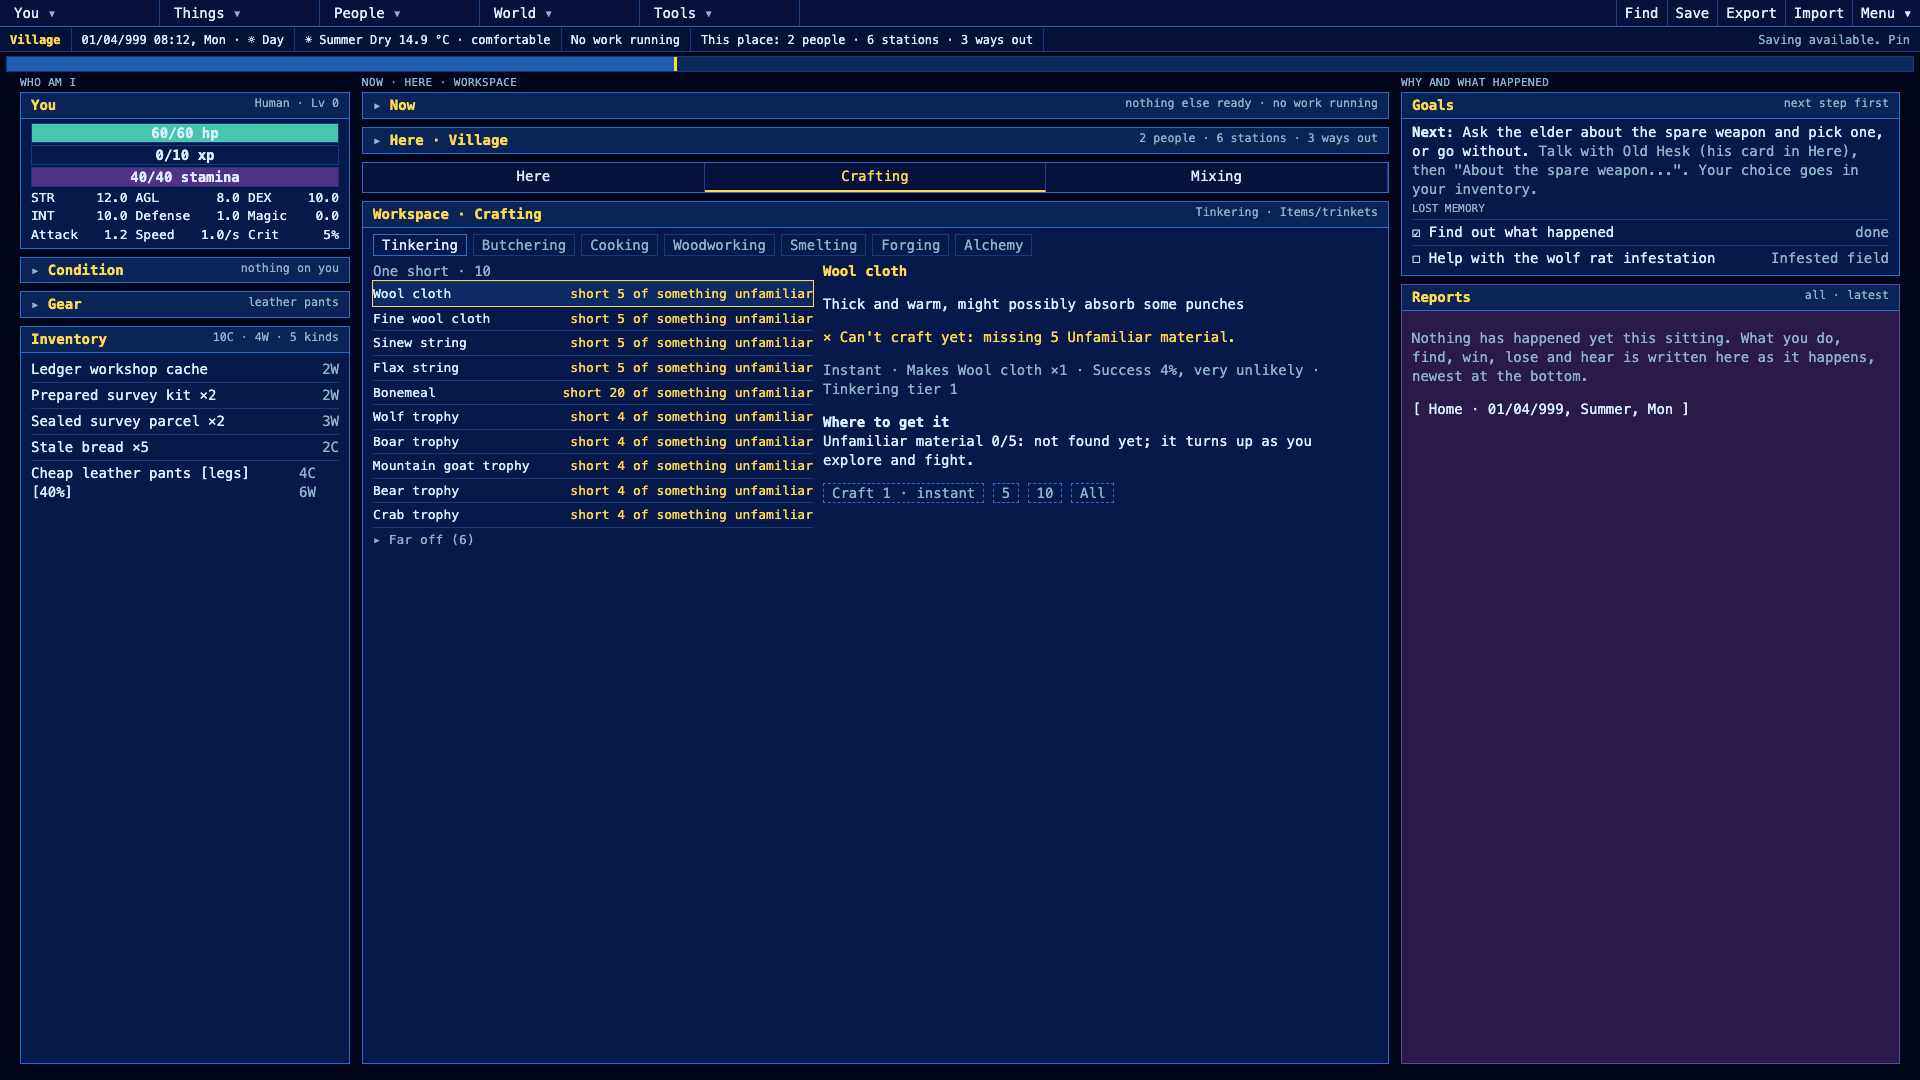 You ▾ Things ▾ People ▾ World ▾ Tools ▾ Find Save Export Import Menu ▾
Village 01/04/999 08:12, Mon · ☼ Day ☀ Summer Dry 14.9 °C · comfortable No work running This place: 2 people · 6 stations · 3 ways out Saving available. Pin
WHO AM I
You Human · Lv 0
60/60 hp
0/10 xp
40/40 stamina
STR 12.0 AGL 8.0 DEX 10.0
INT 10.0 Defense 1.0 Magic 0.0
Attack 1.2 Speed 1.0/s Crit 5%
▸ Condition nothing on you
▸ Gear leather pants
Inventory 10C · 4W · 5 kinds
Ledger workshop cache 2W
Prepared survey kit ×2 2W
Sealed survey parcel ×2 3W
Stale bread ×5 2C
Cheap leather pants [legs] 4C
[40%] 6W
NOW · HERE · WORKSPACE
▸ Now nothing else ready · no work running
▸ Here · Village 2 people · 6 stations · 3 ways out
Here Crafting Mixing
Workspace · Crafting Tinkering · Items/trinkets
Tinkering Butchering Cooking Woodworking Smelting Forging Alchemy
One short · 10
Wool cloth short 5 of something unfamiliar
Fine wool cloth short 5 of something unfamiliar
Sinew string short 5 of something unfamiliar
Flax string short 5 of something unfamiliar
Bonemeal short 20 of something unfamiliar
Wolf trophy short 4 of something unfamiliar
Boar trophy short 4 of something unfamiliar
Mountain goat trophy short 4 of something unfamiliar
Bear trophy short 4 of something unfamiliar
Crab trophy short 4 of something unfamiliar
▸ Far off (6)
Wool cloth
Thick and warm, might possibly absorb some punches
× Can't craft yet: missing 5 Unfamiliar material.
Instant · Makes Wool cloth ×1 · Success 4%, very unlikely ·
Tinkering tier 1
Where to get it
Unfamiliar material 0/5: not found yet; it turns up as you
explore and fight.
Craft 1 · instant 5 10 All
WHY AND WHAT HAPPENED
Goals next step first
Next: Ask the elder about the spare weapon and pick one,
or go without. Talk with Old Hesk (his card in Here),
then "About the spare weapon...". Your choice goes in
your inventory.
LOST MEMORY
☑ Find out what happened done
☐ Help with the wolf rat infestation Infested field
Reports all · latest
Nothing has happened yet this sitting. What you do,
find, win, lose and hear is written here as it happens,
newest at the bottom.
[ Home · 01/04/999, Summer, Mon ]